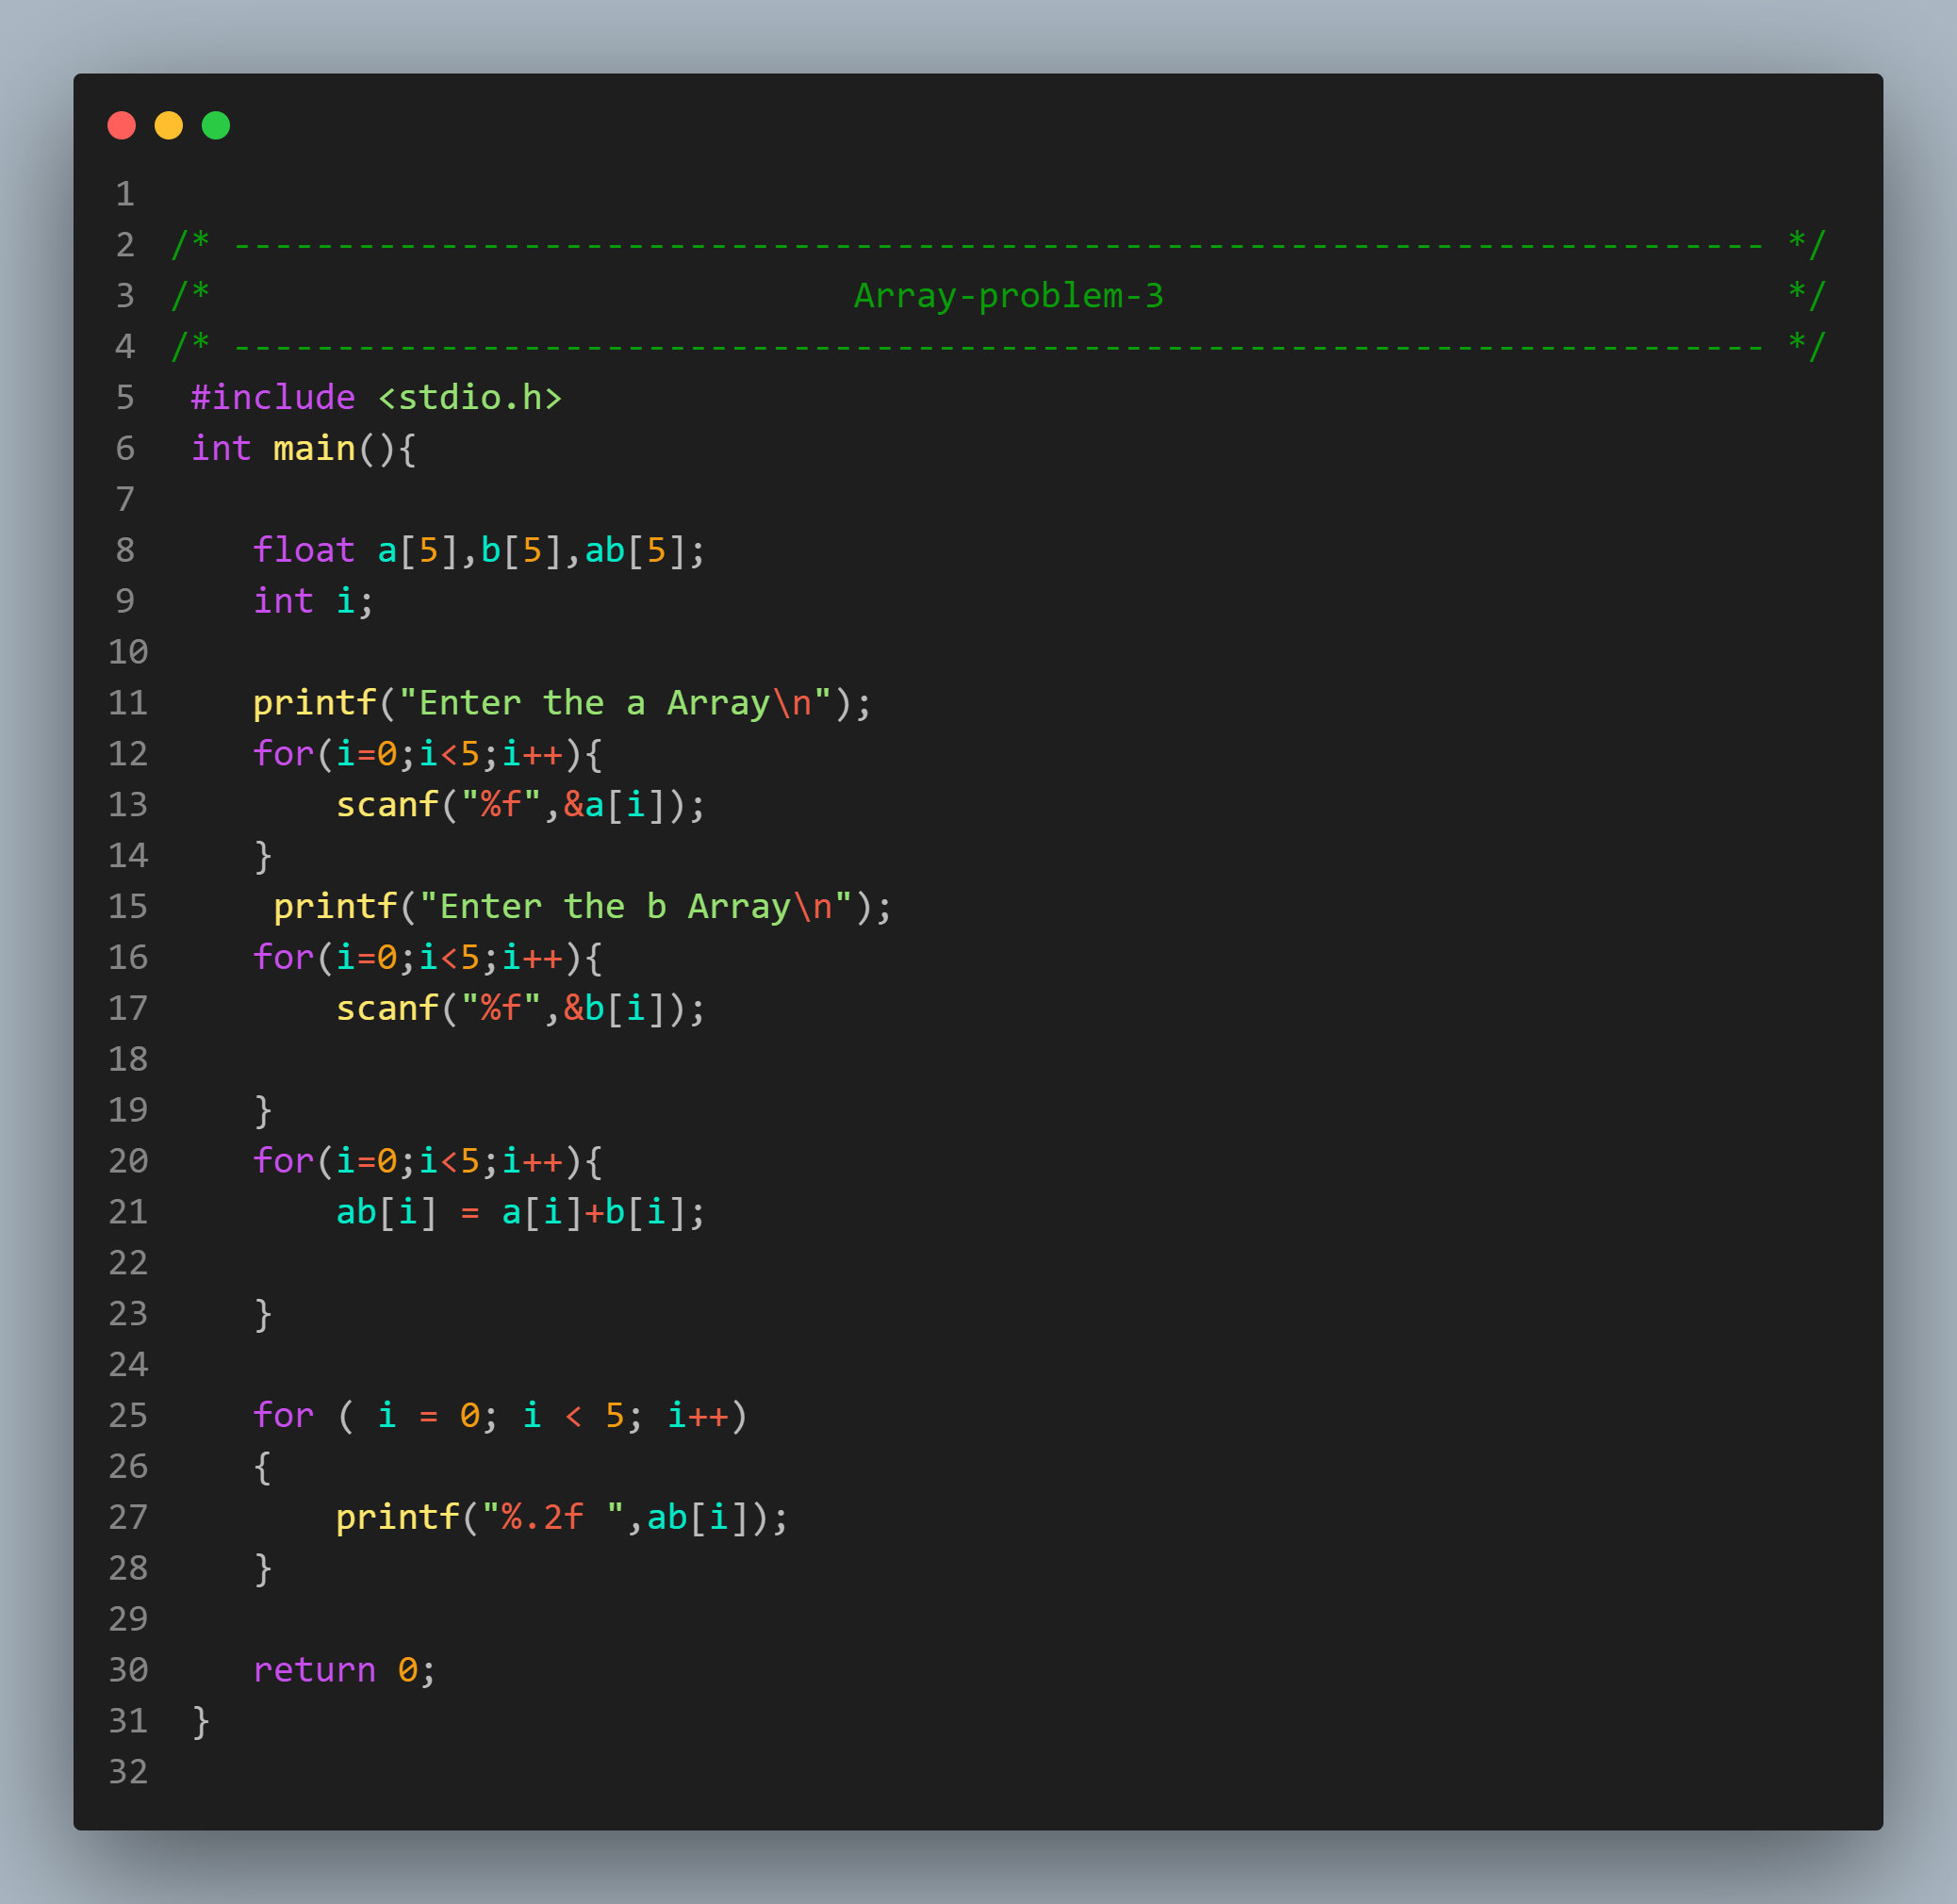 1
2 /* -------------------------------------------------------------------------- */
3 /*                               Array-problem-3                              */
4 /* -------------------------------------------------------------------------- */
5  #include <stdio.h>
6  int main(){
7
8     float a[5],b[5],ab[5];
9     int i;
10
11    printf("Enter the a Array\n");
12    for(i=0;i<5;i++){
13        scanf("%f",&a[i]);
14    }
15     printf("Enter the b Array\n");
16    for(i=0;i<5;i++){
17        scanf("%f",&b[i]);
18
19    }
20    for(i=0;i<5;i++){
21        ab[i] = a[i]+b[i];
22
23    }
24
25    for ( i = 0; i < 5; i++)
26    {
27        printf("%.2f ",ab[i]);
28    }
29
30    return 0;
31 }
32